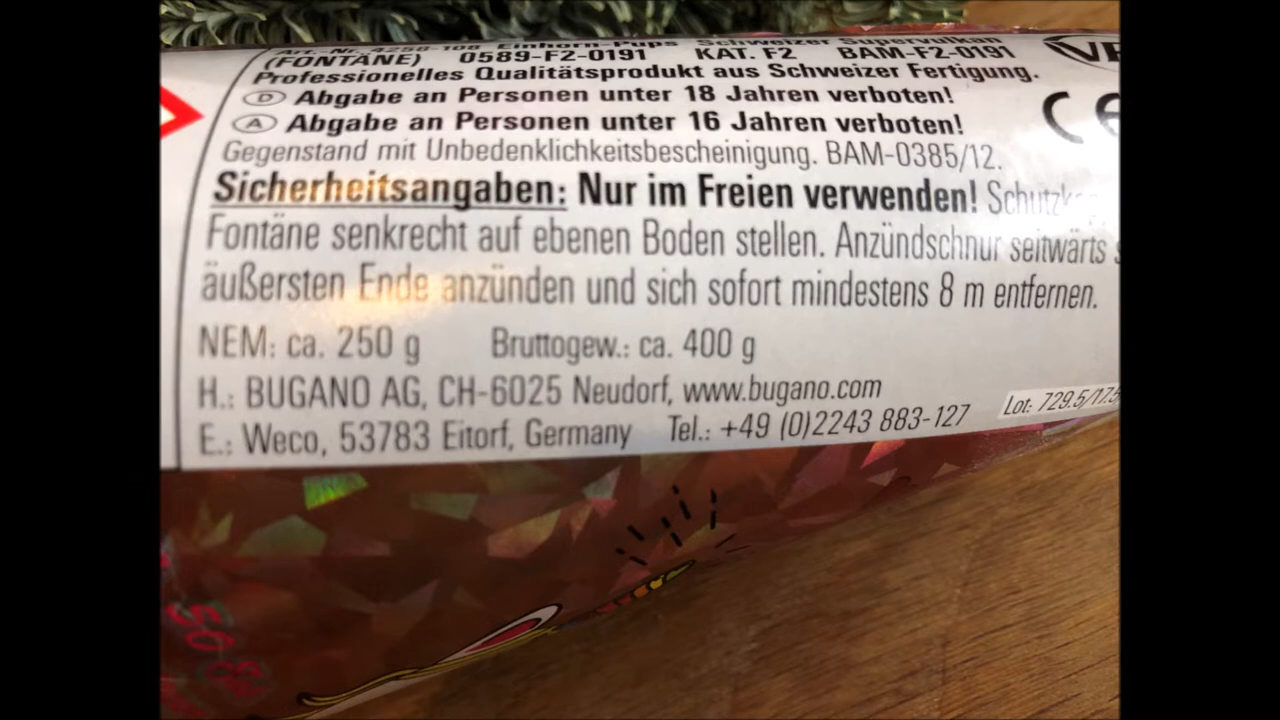 Art.-Nr. 4258-108 Einhorn-Pups Schweizer
(FONTÄNE) 0589-F2-0191 KAT. F2 BAM-F2-0191
Professionelles Qualitätsprodukt aus Schweizer Fertigung.
D Abgabe an Personen unter 18 Jahren verboten!
A Abgabe an Personen unter 16 Jahren verboten!
CE
Gegenstand mit Unbedenklichkeitsbescheinigung. BAM-0385/12.
Sicherheitsangaben: Nur im Freien verwenden!
Fontäne senkrecht auf ebenen Boden stellen. Anzündschnur seitwärts
äußersten Ende anzünden und sich sofort mindestens 8 m entfernen.
NEM: ca. 250 g Bruttogew.: ca. 400 g
H.: BUGANO AG, CH-6025 Neudorf, www.bugano.com
E.: Weco, 53783 Eitorf, Germany Tel.: +49 (0)2243 883-127
Lot: 729.5/17.5